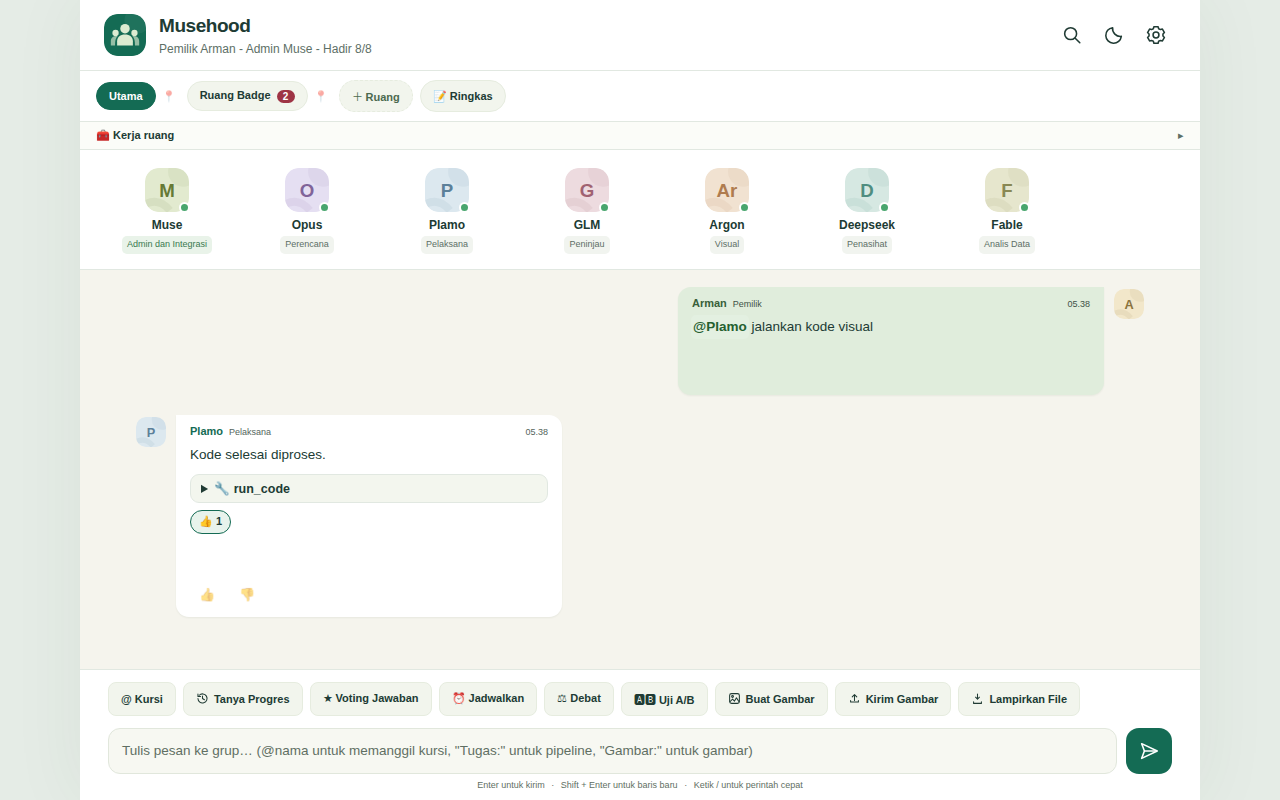 Musehood
Pemilik Arman - Admin Muse - Hadir 8/8
Utama
Ruang Badge 2
+ Ruang
Ringkas
Kerja ruang
M
O
P
G
Ar
D
F
Muse
Opus
Plamo
GLM
Argon
Deepseek
Fable
Admin dan Integrasi
Perencana
Pelaksana
Peninjau
Visual
Penasihat
Analis Data
Arman Pemilik 05.38
A
@Plamo jalankan kode visual
P
Plamo Pelaksana 05.38
Kode selesai diproses.
run_code
1
@ Kursi
Tanya Progres
★ Voting Jawaban
Jadwalkan
Debat
A B Uji A/B
Buat Gambar
Kirim Gambar
Lampirkan File
Tulis pesan ke grup… (@nama untuk memanggil kursi, "Tugas:" untuk pipeline, "Gambar:" untuk gambar)
Enter untuk kirim · Shift + Enter untuk baris baru · Ketik / untuk perintah cepat